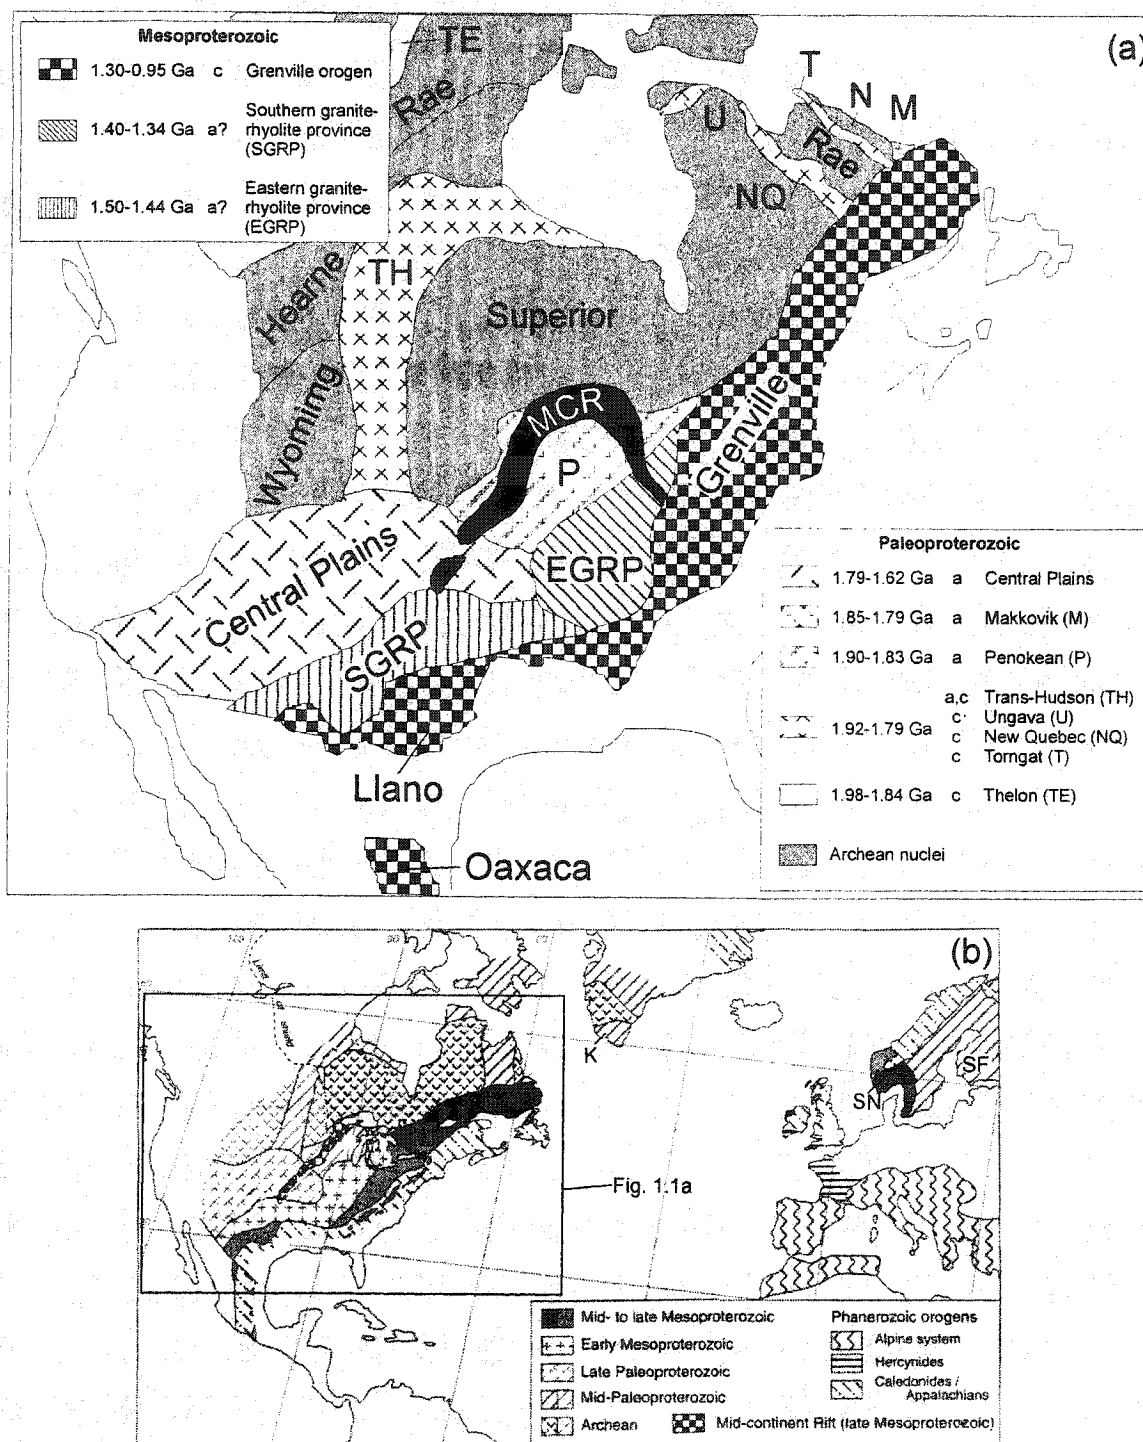 (a)
Mesoproterozoic
1.30-0.95 Ga c Grenville orogen
1.40-1.34 Ga a? Southern granite-
rhyolite province
(SGRP)
1.50-1.44 Ga a? Eastern granite-
rhyolite province
(EGRP)
TE
Rae
T
N
M
U
Rae
NQ
TH
Hearne
Superior
Wyomimg
MCR
Grenville
P
Central Plains
EGRP
SGRP
Llano
Oaxaca
Paleoproterozoic
1.79-1.62 Ga a Central Plains
1.85-1.79 Ga a Makkovik (M)
1.90-1.83 Ga a Penokean (P)
1.92-1.79 Ga
a,c Trans-Hudson (TH)
c Ungava (U)
c New Quebec (NQ)
c Torngat (T)
1.98-1.84 Ga c Thelon (TE)
Archean nuclei
(b)
K
SF
SN
Fig. 1.1a
Mid- to late Mesoproterozoic
Early Mesoproterozoic
Late Paleoproterozoic
Mid-Paleoproterozoic
Archean
Phanerozoic orogens
Alpine system
Hercynides
Caledonides /
Appalachians
Mid-continent Rift (late Mesoproterozoic)